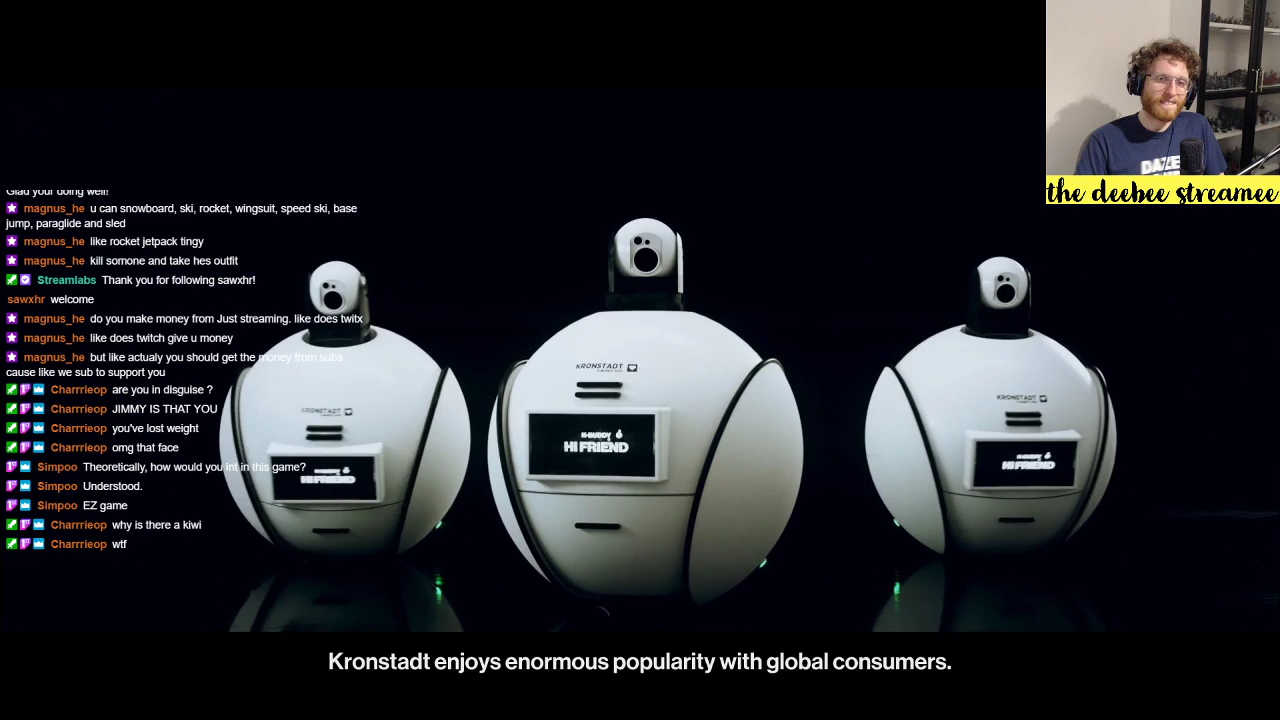 Glad your doing well!
magnus_he u can snowboard, ski, rocket, wingsuit, speed ski, base
jump, paraglide and sled
magnus_he like rocket jetpack tingy
magnus_he kill somone and take hes outfit
Streamlabs Thank you for following sawxhr!
sawxhr welcome
magnus_he do you make money from Just streaming. like does twitx
magnus_he like does twitch give u money
magnus_he but like actualy you should get the money from subs
cause like we sub to support you
Charrrieop are you in disguise ?
Charrrieop JIMMY IS THAT YOU
Charrrieop you've lost weight
Charrrieop omg that face
Simpoo Theoretically, how would you int in this game?
Simpoo Understood.
Simpoo EZ game
Charrrieop why is there a kiwi
Charrrieop wtf
DAZE
the deebee streamee
KRONSTADT
K-BUDDY
HI FRIEND
KRONSTADT
K-BUDDY
HI FRIEND
KRONSTADT
K-BUDDY
HI FRIEND
Kronstadt enjoys enormous popularity with global consumers.